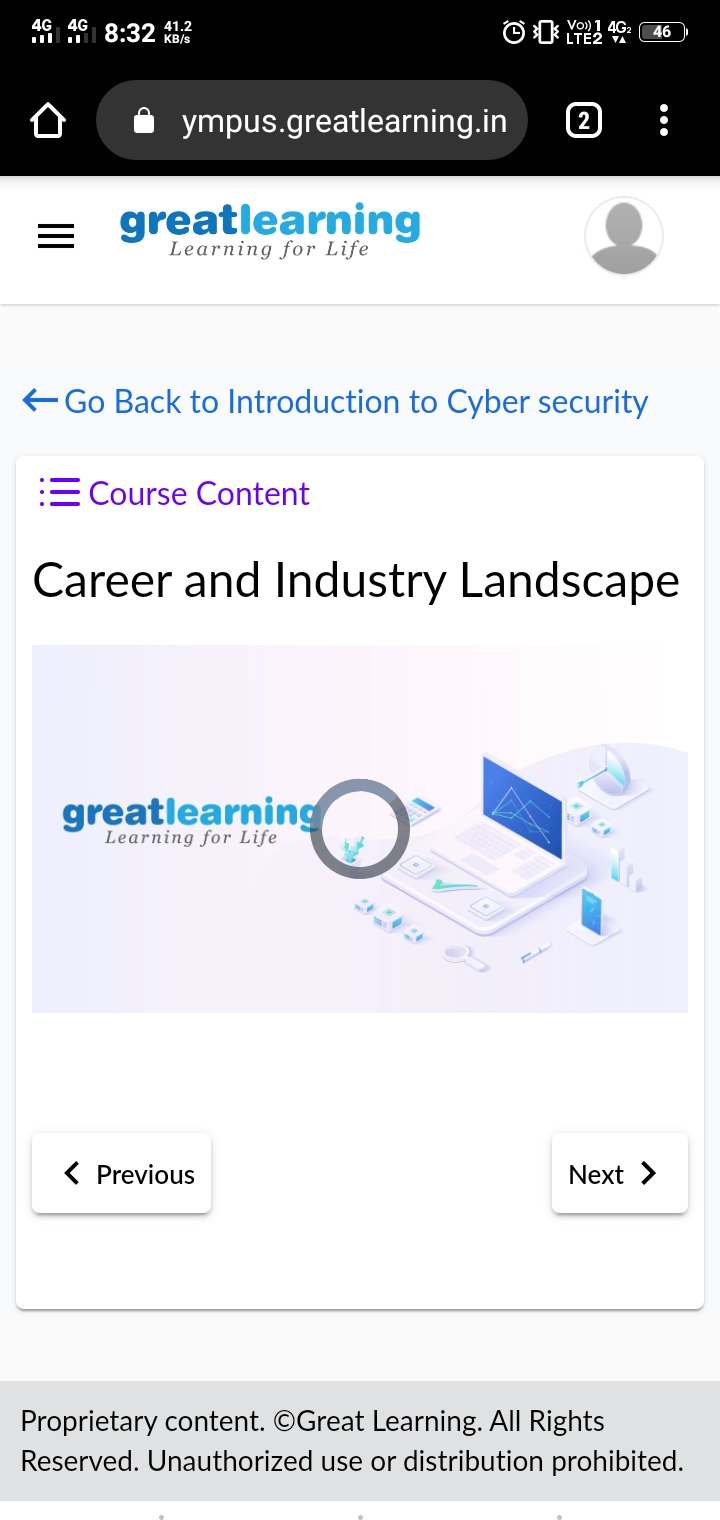 4G 4G 8:32 41.2 KB/s Vo)) 1 LTE2 4G2 46
ympus.greatlearning.in 2
greatlearning
Learning for Life
Go Back to Introduction to Cyber security
Course Content
Career and Industry Landscape
greatlearning
Learning for Life
Previous Next
Proprietary content. ©Great Learning. All Rights
Reserved. Unauthorized use or distribution prohibited.